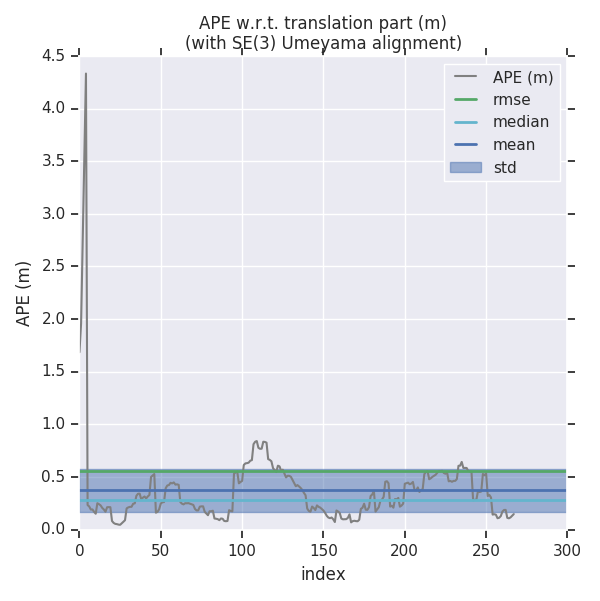 APE w.r.t. translation part (m)
(with SE(3) Umeyama alignment)
4.5
4.0
3.5
3.0
2.5
2.0
1.5
1.0
0.5
0.0
APE (m)
APE (m)
rmse
median
mean
std
0 50 100 150 200 250 300
index